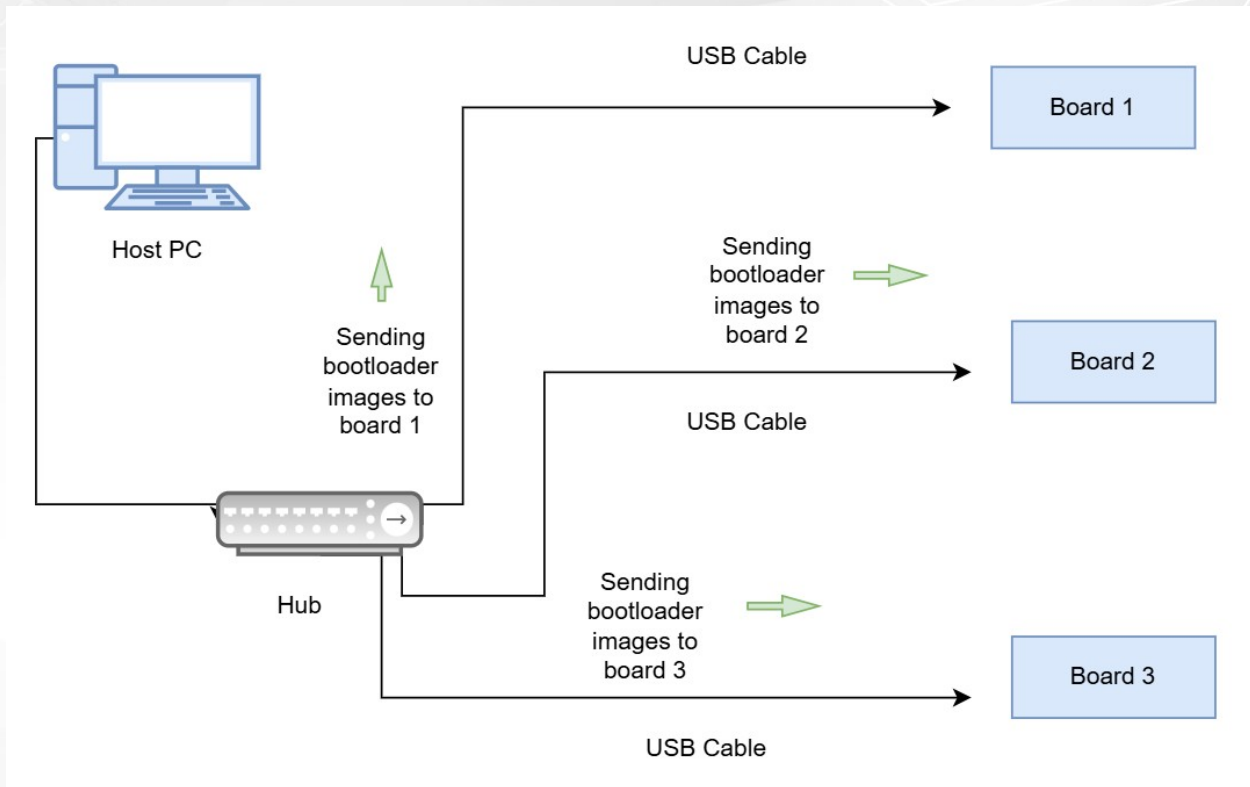 USB Cable
Board 1
Host PC
Sending
bootloader
images to
board 2
Sending
bootloader
images to
board 1
Board 2
USB Cable
Hub
Sending
bootloader
images to
board 3
Board 3
USB Cable